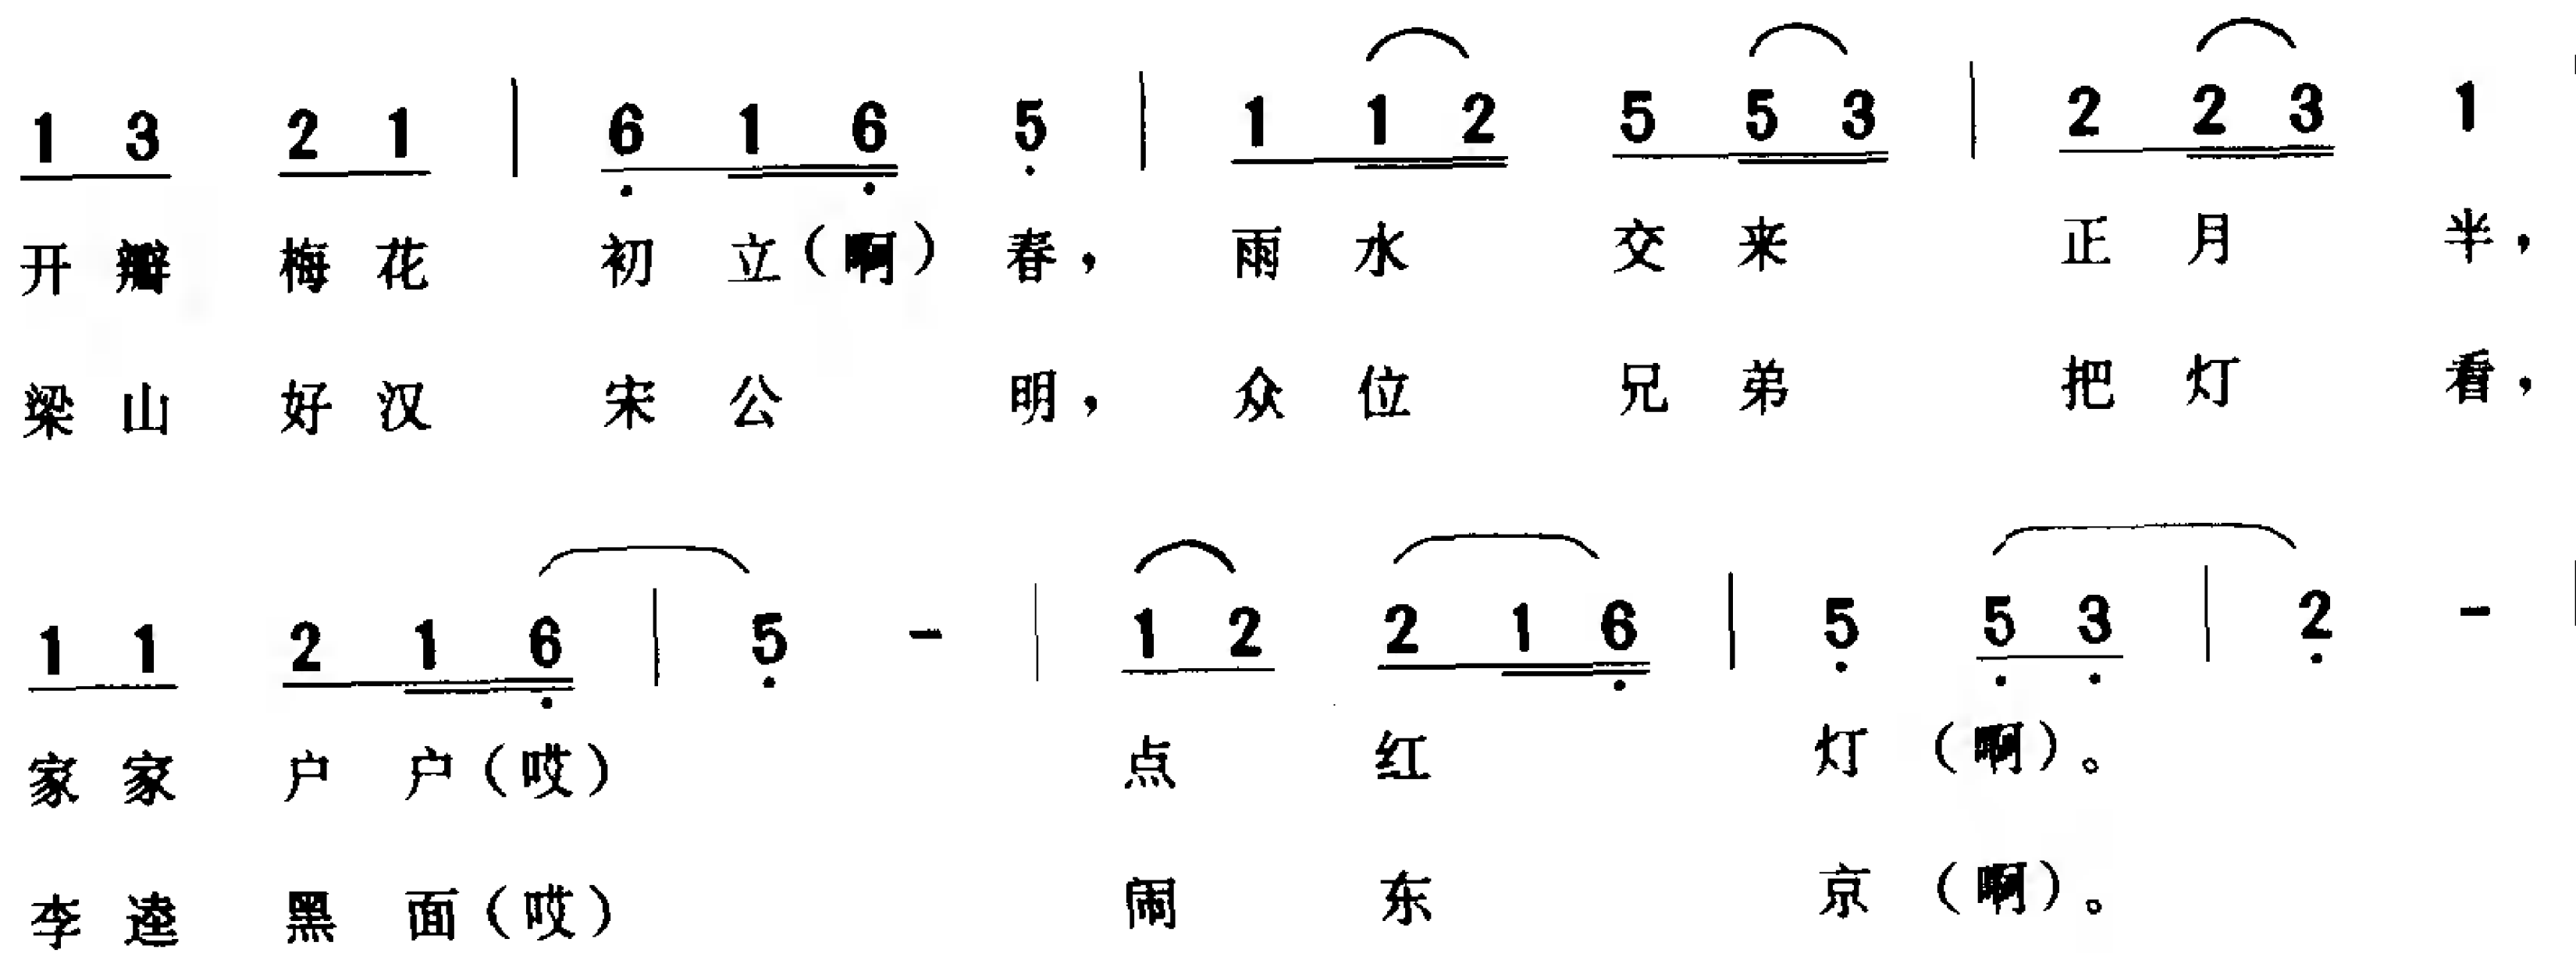 1 3 2 1 | 6 1 6 5 | 1 1 2 5 5 3 | 2 2 3 1
开瓣 梅花 初立(啊)春，雨水 交来 正月 半，
梁山 好汉 宋公 明，众位 兄弟 把灯 看，
1 1 2 1 6 | 5 - | 1 2 2 1 6 | 5 5 3 | 2 -
家家 户户(哎) 点 红 灯(啊)。
李逵 黑面(哎) 闹 东 京(啊)。